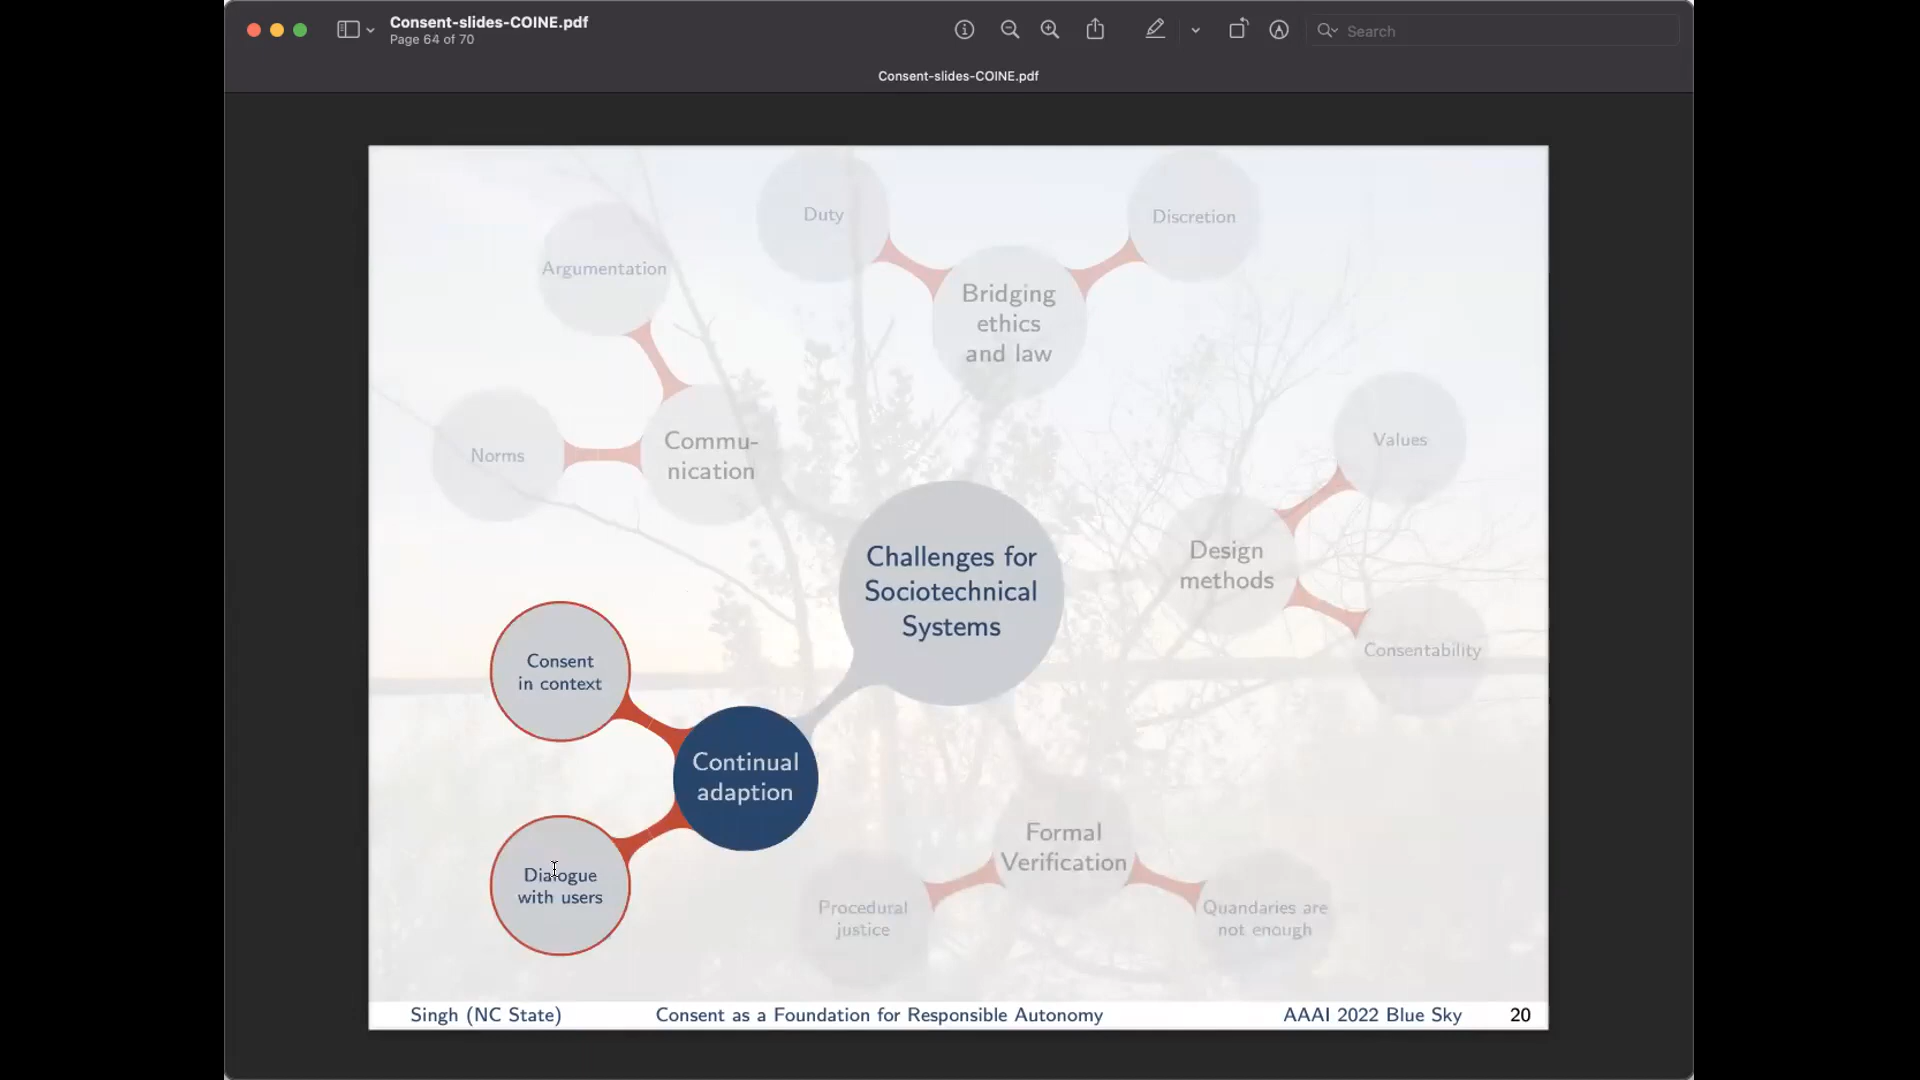 Consent-slides-COINE.pdf
Page 64 of 70
Search
Consent-slides-COINE.pdf
Duty
Discretion
Argumentation
Bridging
ethics
and law
Norms
Commu-
nication
Values
Design
methods
Consentability
Challenges for
Sociotechnical
Systems
Consent
in context
Continual
adaption
Dialogue
with users
Formal
Verification
Procedural
justice
Quandaries are
not enough
Singh (NC State)
Consent as a Foundation for Responsible Autonomy
AAAI 2022 Blue Sky
20